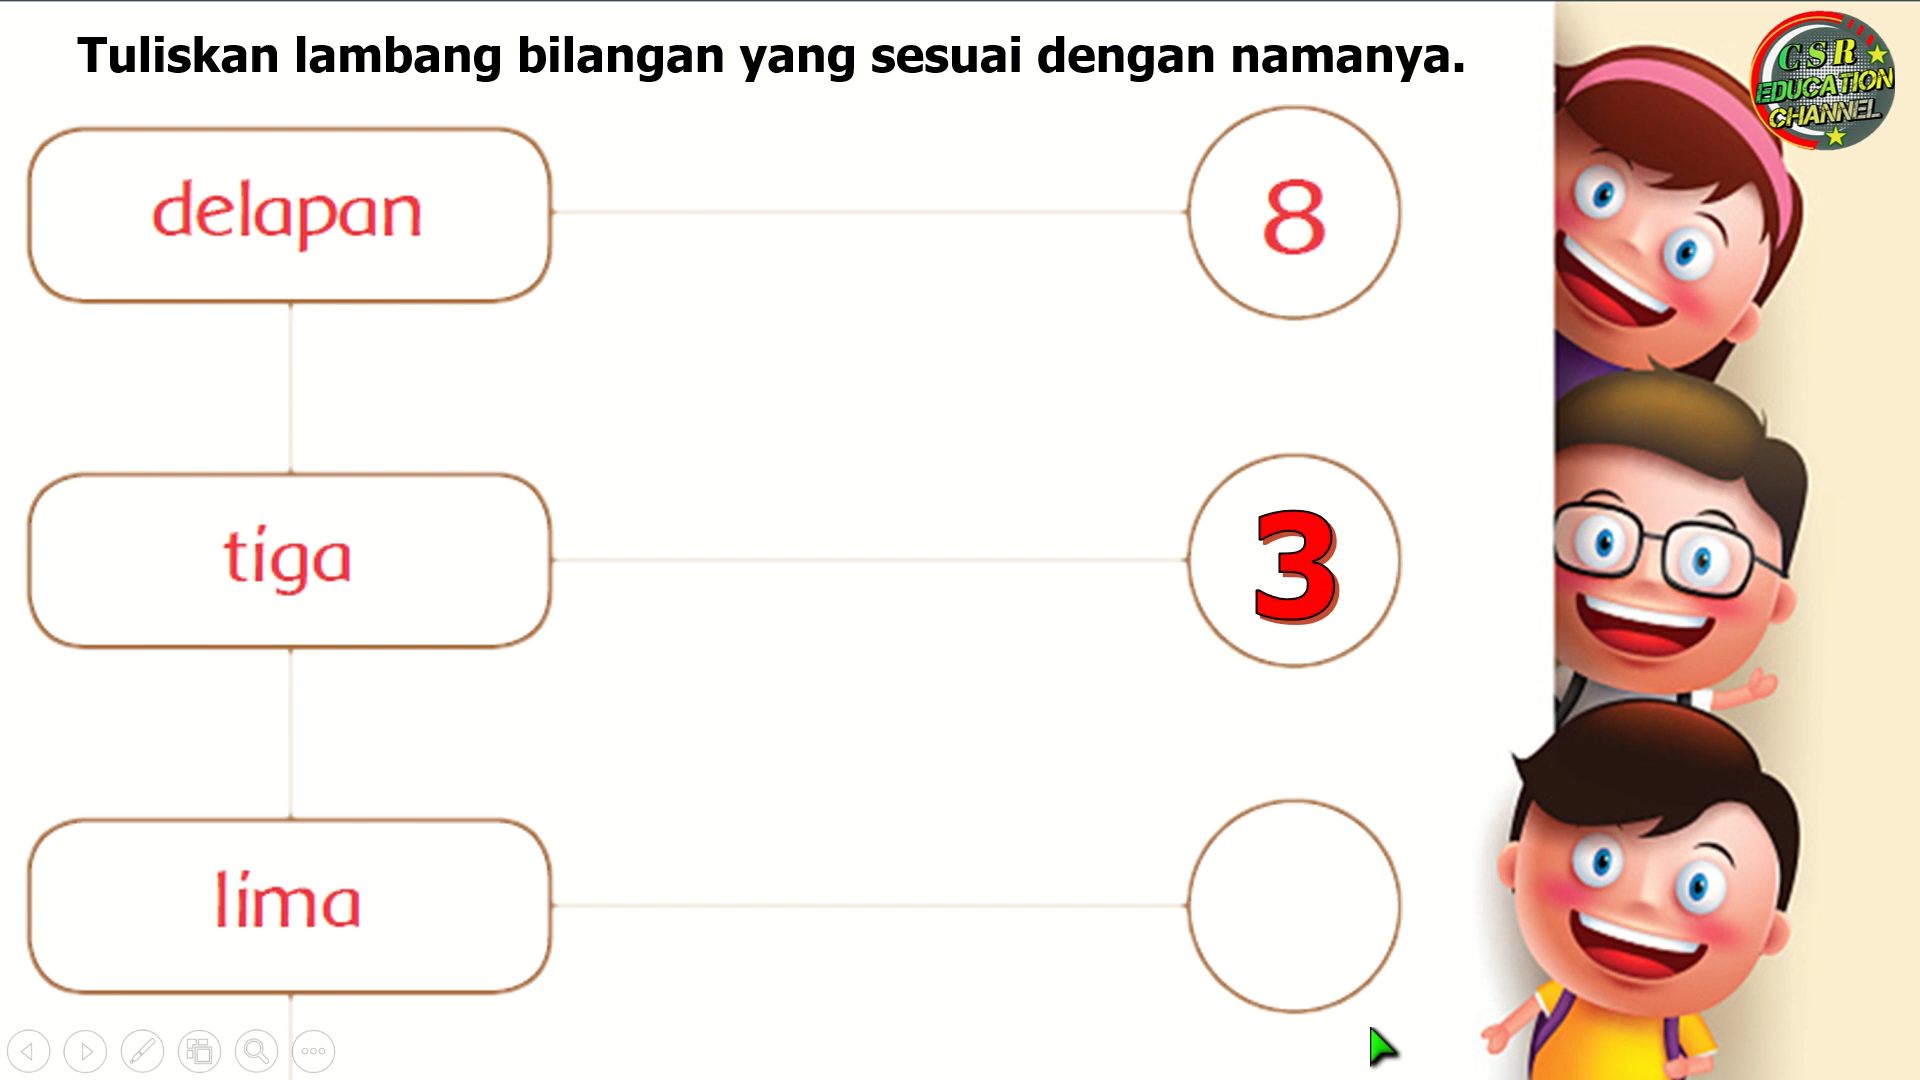 Tuliskan lambang bilangan yang sesuai dengan namanya.
CSR
EDUCATION
CHANNEL
delapan
8
tiga
3
lima